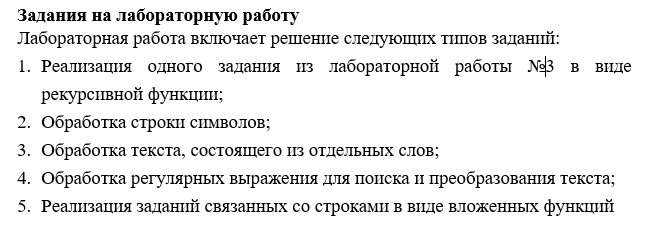 Задания на лабораторную работу
Лабораторная работа включает решение следующих типов заданий:
1. Реализация одного задания из лабораторной работы №3 в виде
рекурсивной функции;
2. Обработка строки символов;
3. Обработка текста, состоящего из отдельных слов;
4. Обработка регулярных выражения для поиска и преобразования текста;
5. Реализация заданий связанных со строками в виде вложенных функций